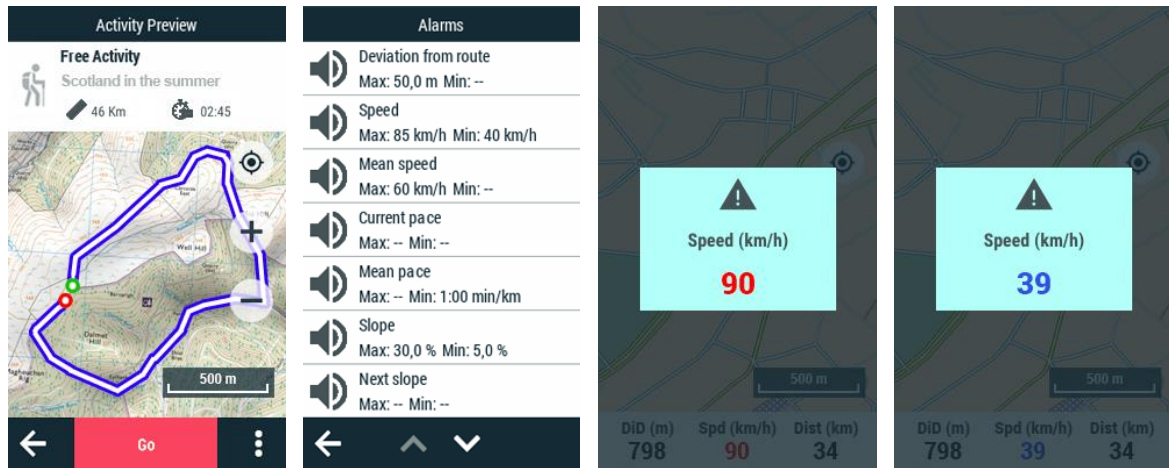 Activity Preview
Free Activity
Scotland in the summer
46 Km 02:45
Well Hill
Dalmet
Hill
500 m
Go
Alarms
Deviation from route
Max: 50,0 m Min: --
Speed
Max: 85 km/h Min: 40 km/h
Mean speed
Max: 60 km/h Min: --
Current pace
Max: -- Min: --
Mean pace
Max: -- Min: 1:00 min/km
Slope
Max: 30,0 % Min: 5,0 %
Next slope
Max: -- Min: --
Speed (km/h)
90
500 m
DiD (m) Spd (km/h) Dist (km)
798 90 34
Speed (km/h)
39
500 m
DiD (m) Spd (km/h) Dist (km)
798 39 34